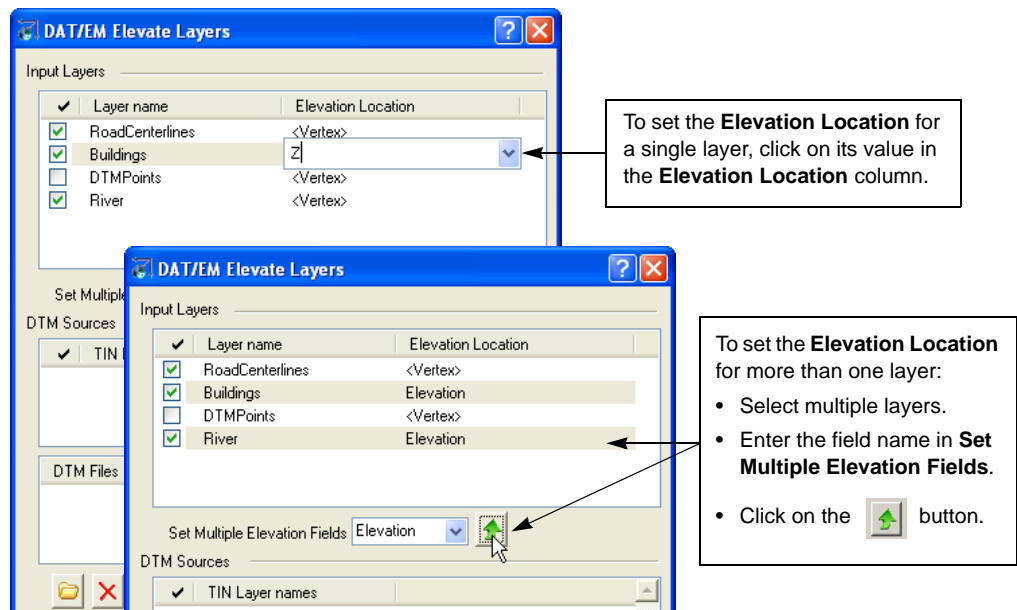 DAT/EM Elevate Layers
Input Layers
Layer name Elevation Location
RoadCenterlines <Vertex>
Buildings Z
DTMPoints <Vertex>
River <Vertex>
Set Multiple
DTM Sources
TIN
DTM Files
To set the Elevation Location for
a single layer, click on its value in
the Elevation Location column.
DAT/EM Elevate Layers
Input Layers
Layer name Elevation Location
RoadCenterlines <Vertex>
Buildings Elevation
DTMPoints <Vertex>
River Elevation
Set Multiple Elevation Fields Elevation
DTM Sources
TIN Layer names
To set the Elevation Location
for more than one layer:
• Select multiple layers.
• Enter the field name in Set
Multiple Elevation Fields.
• Click on the button.